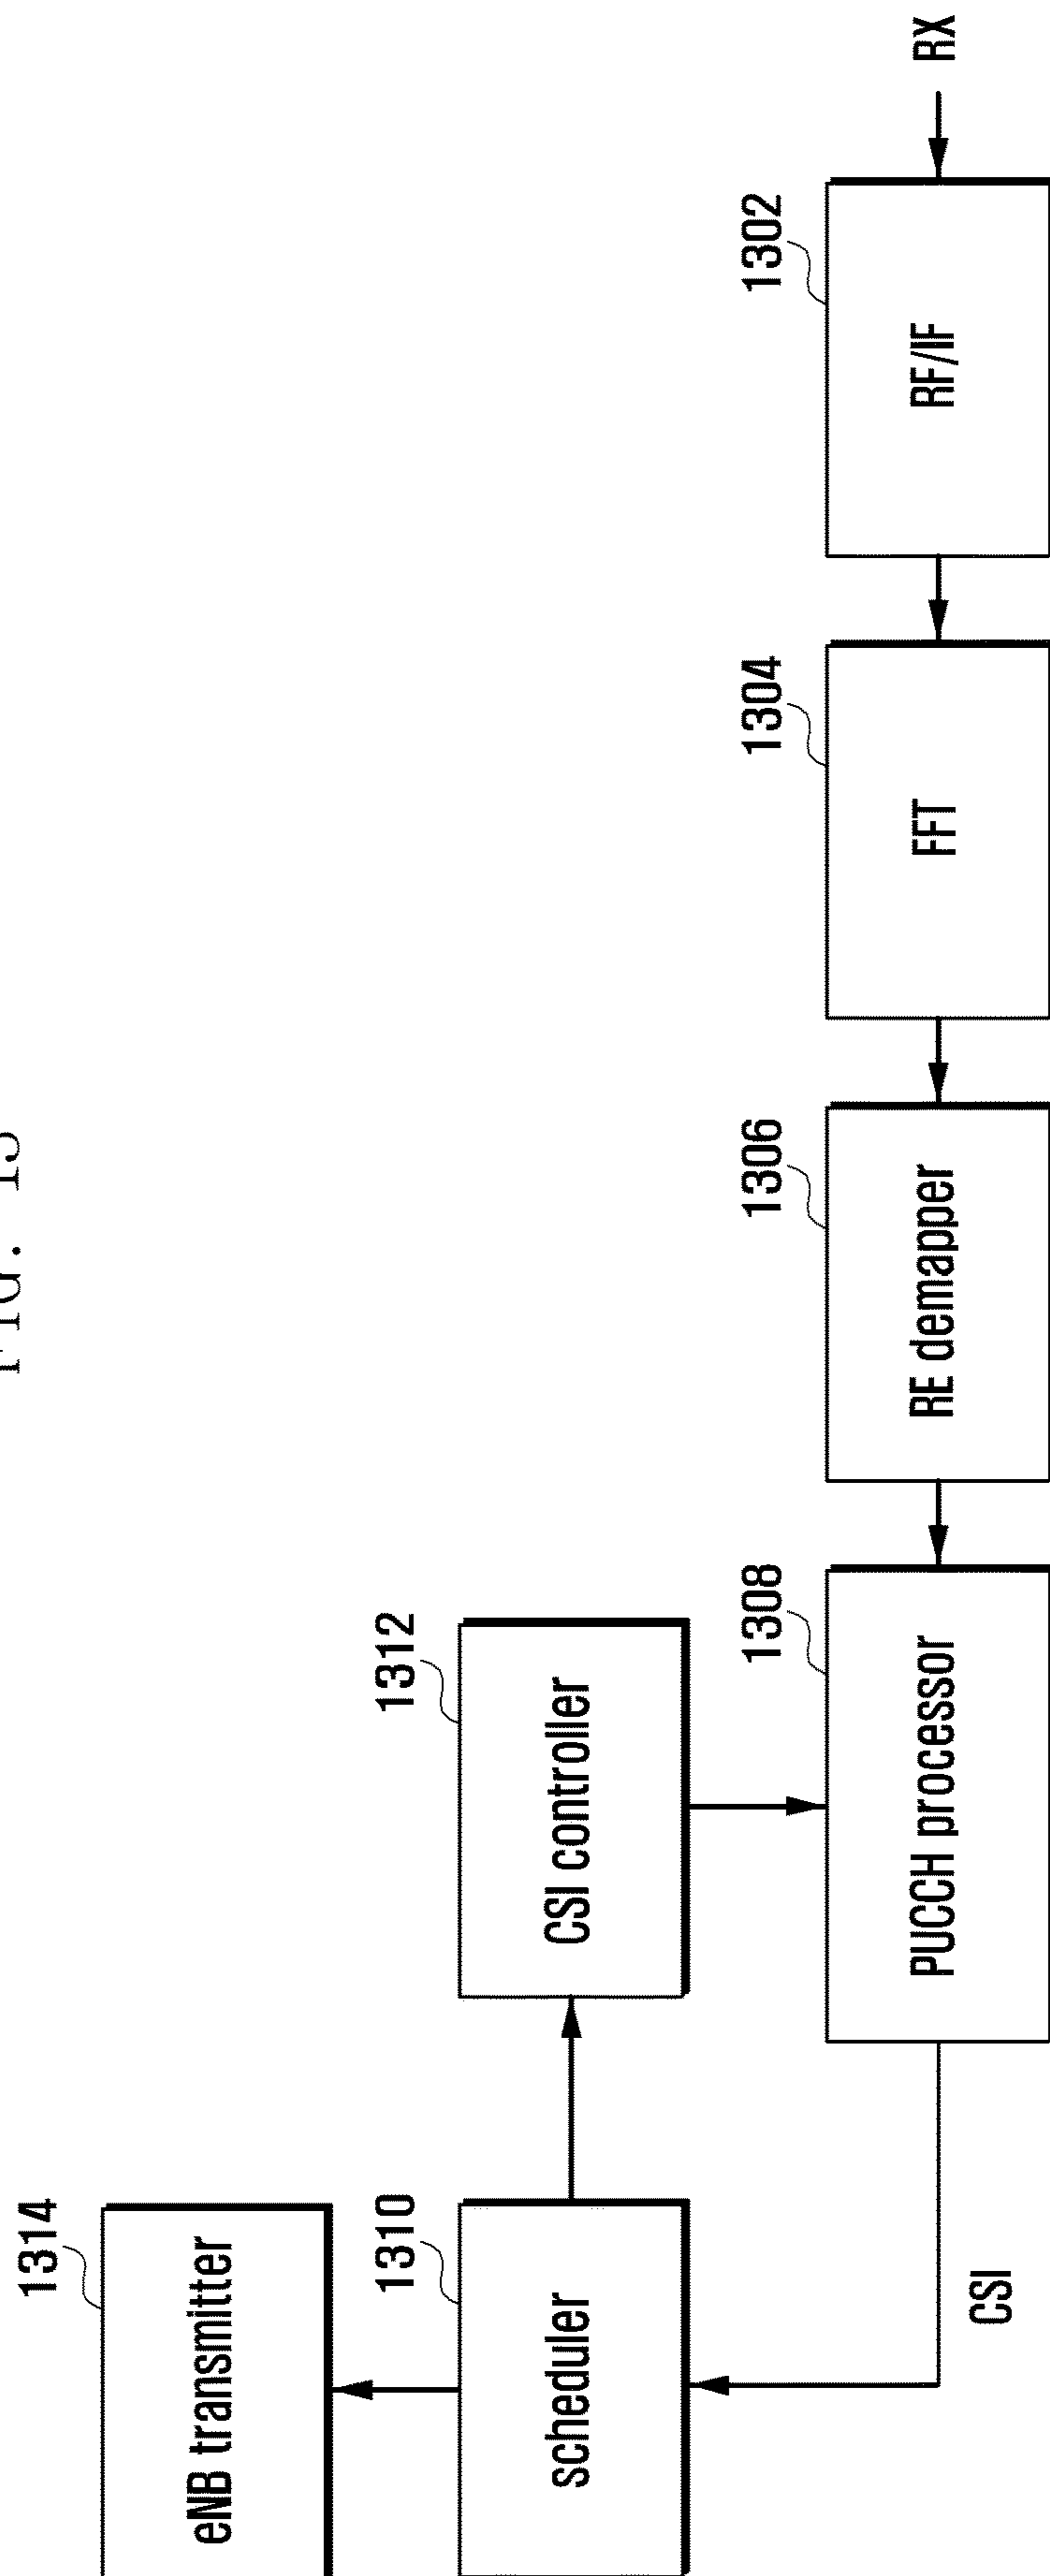 FIG. 13
1314
eNB transmitter
1310
scheduler
1312
CSI controller
1308
PUCCH processor
1306
RE demapper
1304
FFT
1302
RF/IF
RX
CSI